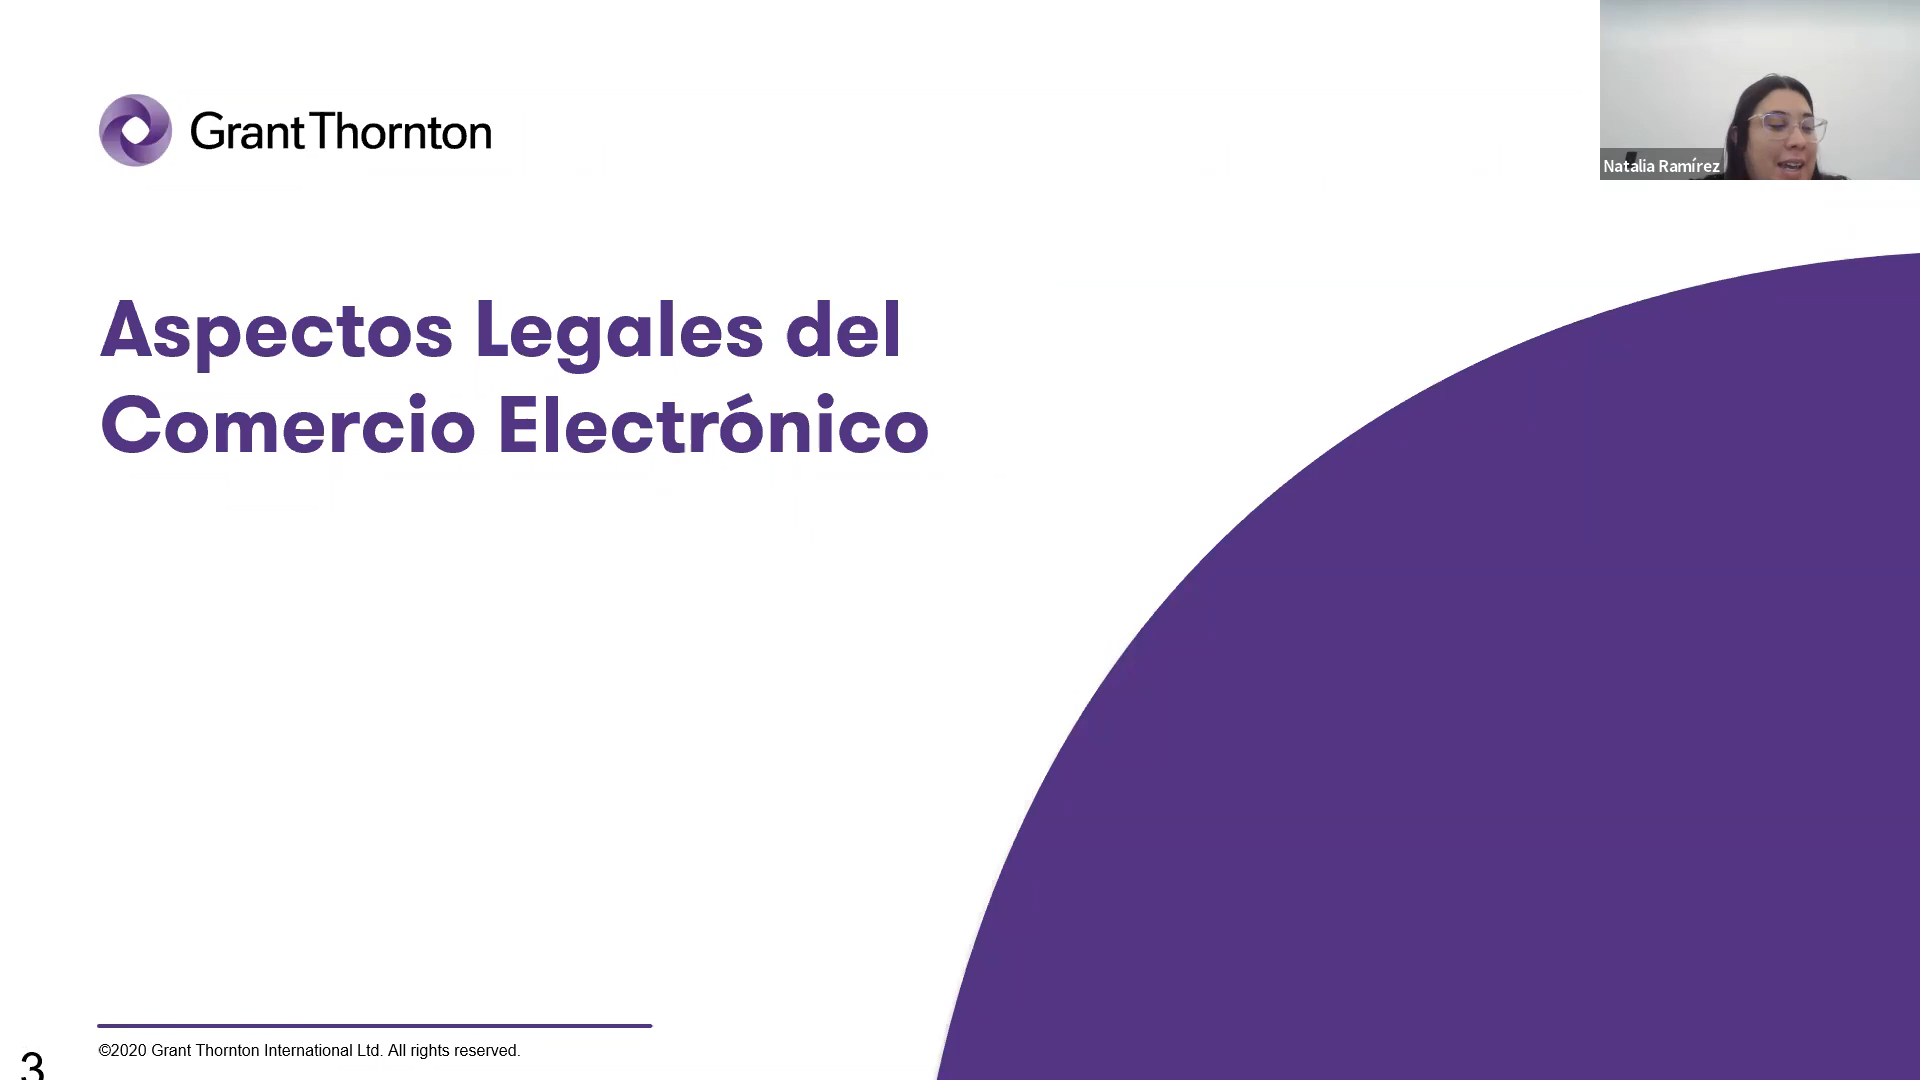 Grant Thornton
Natalia Ramírez
Aspectos Legales del
Comercio Electrónico
©2020 Grant Thornton International Ltd. All rights reserved.
3